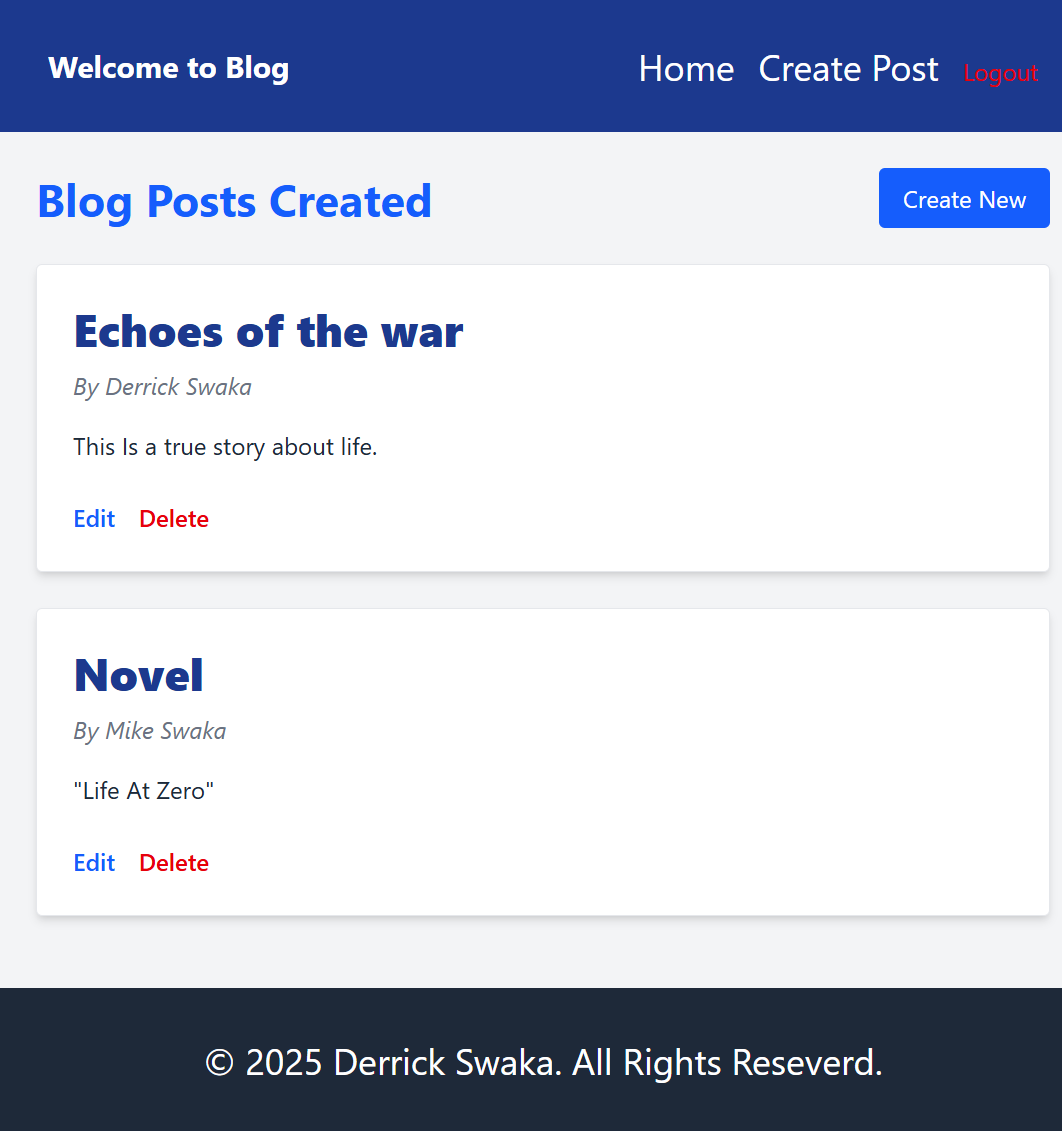 Welcome to Blog
Home Create Post Logout
Blog Posts Created
Create New
Echoes of the war
By Derrick Swaka
This Is a true story about life.
Edit Delete
Novel
By Mike Swaka
"Life At Zero"
Edit Delete
© 2025 Derrick Swaka. All Rights Reseverd.